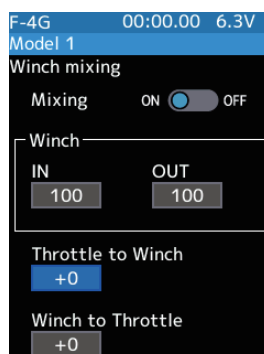 F-4G 00:00.00 6.3V
Model 1
Winch mixing
Mixing ON OFF
Winch
IN OUT
100 100
Throttle to Winch
+0
Winch to Throttle
+0